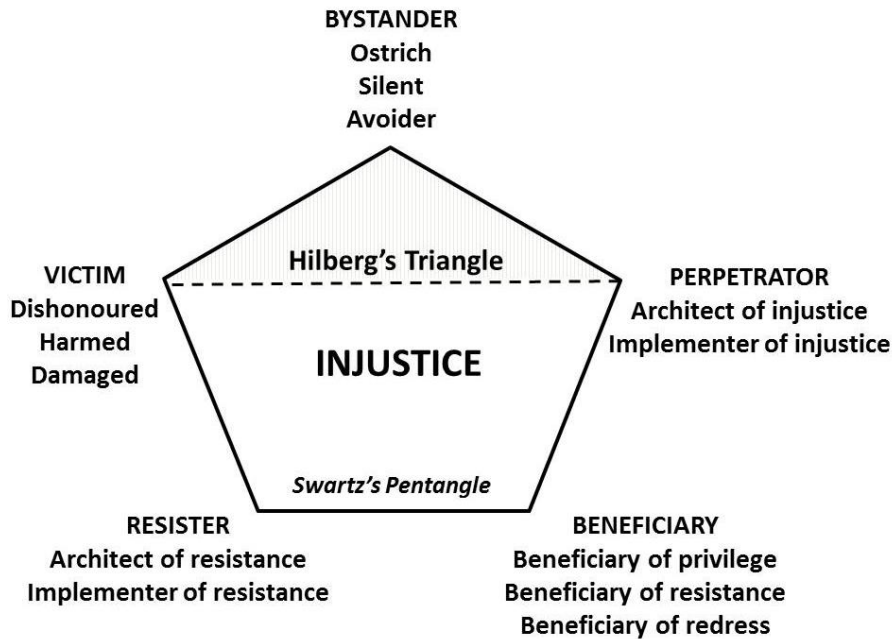 BYSTANDER
Ostrich
Silent
Avoider
Hilberg's Triangle
VICTIM
Dishonoured
Harmed
Damaged
PERPETRATOR
Architect of injustice
Implementer of injustice
INJUSTICE
Swartz's Pentangle
RESISTER
Architect of resistance
Implementer of resistance
BENEFICIARY
Beneficiary of privilege
Beneficiary of resistance
Beneficiary of redress